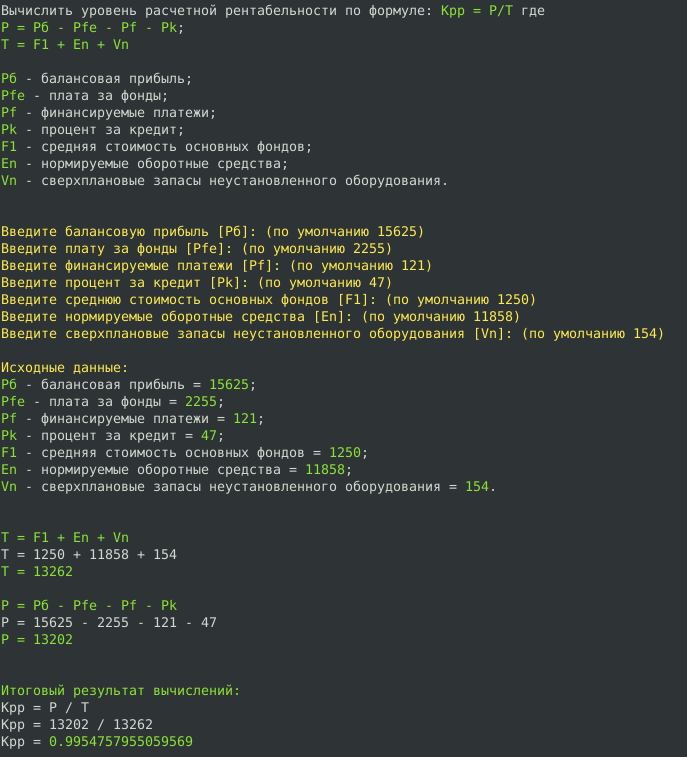 Вычислить уровень расчетной рентабельности по формуле: Kpp = P/T где
P = Pб - Pfe - Pf - Pk;
T = F1 + En + Vn
Pб - балансовая прибыль;
Pfe - плата за фонды;
Pf - финансируемые платежи;
Pk - процент за кредит;
F1 - средняя стоимость основных фондов;
En - нормируемые оборотные средства;
Vn - сверхплановые запасы неустановленного оборудования.
Введите балансовую прибыль [Pб]: (по умолчанию 15625)
Введите плату за фонды [Pfe]: (по умолчанию 2255)
Введите финансируемые платежи [Pf]: (по умолчанию 121)
Введите процент за кредит [Pk]: (по умолчанию 47)
Введите среднюю стоимость основных фондов [F1]: (по умолчанию 1250)
Введите нормируемые оборотные средства [En]: (по умолчанию 11858)
Введите сверхплановые запасы неустановленного оборудования [Vn]: (по умолчанию 154)
Исходные данные:
Pб - балансовая прибыль = 15625;
Pfe - плата за фонды = 2255;
Pf - финансируемые платежи = 121;
Pk - процент за кредит = 47;
F1 - средняя стоимость основных фондов = 1250;
En - нормируемые оборотные средства = 11858;
Vn - сверхплановые запасы неустановленного оборудования = 154.
T = F1 + En + Vn
T = 1250 + 11858 + 154
T = 13262
P = Pб - Pfe - Pf - Pk
P = 15625 - 2255 - 121 - 47
P = 13202
Итоговый результат вычислений:
Kpp = P / T
Kpp = 13202 / 13262
Kpp = 0.9954757955059569